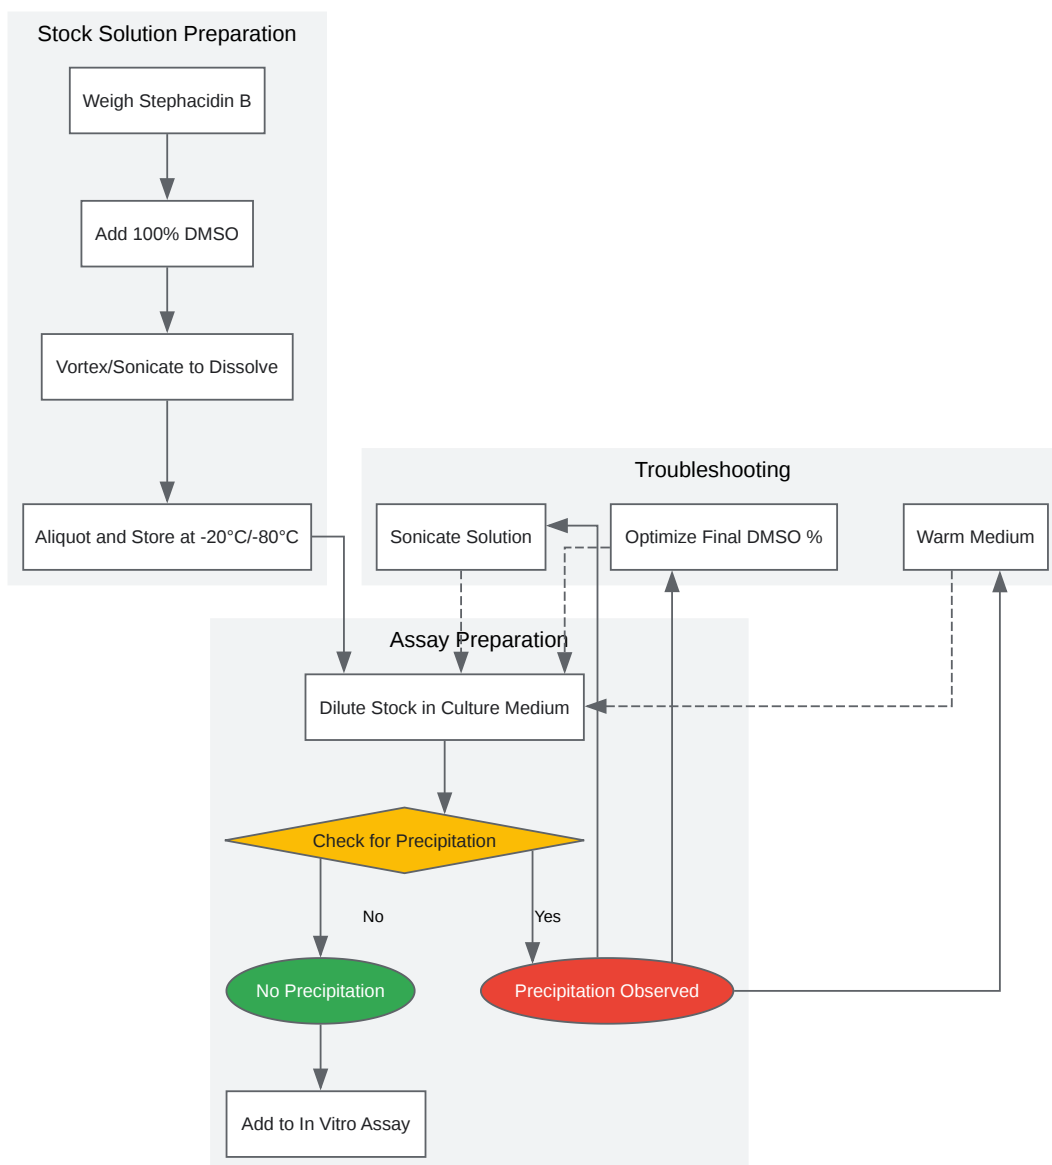 Stock Solution Preparation
Weigh Stephacidin B
Add 100% DMSO
Vortex/Sonicate to Dissolve
Aliquot and Store at -20°C/-80°C
Troubleshooting
Sonicate Solution
Optimize Final DMSO %
Warm Medium
Assay Preparation
Dilute Stock in Culture Medium
Check for Precipitation
No
Yes
No Precipitation
Precipitation Observed
Add to In Vitro Assay